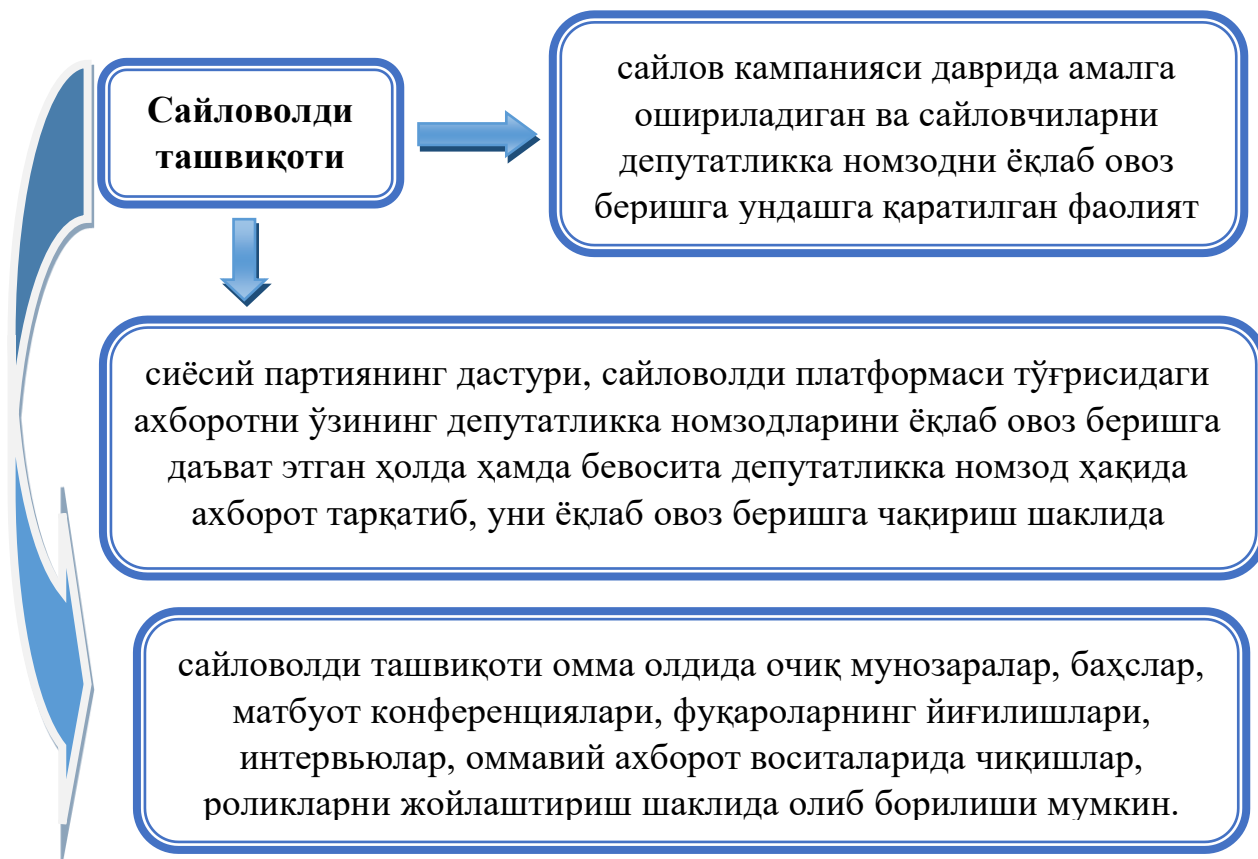 Сайловолди
ташвиқоти
сайлов кампанияси даврида амалга
ошириладиган ва сайловчиларни
депутатликка номзодни ёқлаб овоз
беришга ундашга қаратилган фаолият
сиёсий партиянинг дастури, сайловолди платформаси тўғрисидаги
ахборотни ўзининг депутатликка номзодларини ёқлаб овоз беришга
даъват этган ҳолда ҳамда бевосита депутатликка номзод ҳақида
ахборот тарқатиб, уни ёқлаб овоз беришга чақириш шаклида
сайловолди ташвиқоти омма олдида очиқ мунозаралар, баҳслар,
матбуот конференциялари, фуқароларнинг йиғилишлари,
интервьюлар, оммавий ахборот воситаларида чиқишлар,
роликларни жойлаштириш шаклида олиб борилиши мумкин.